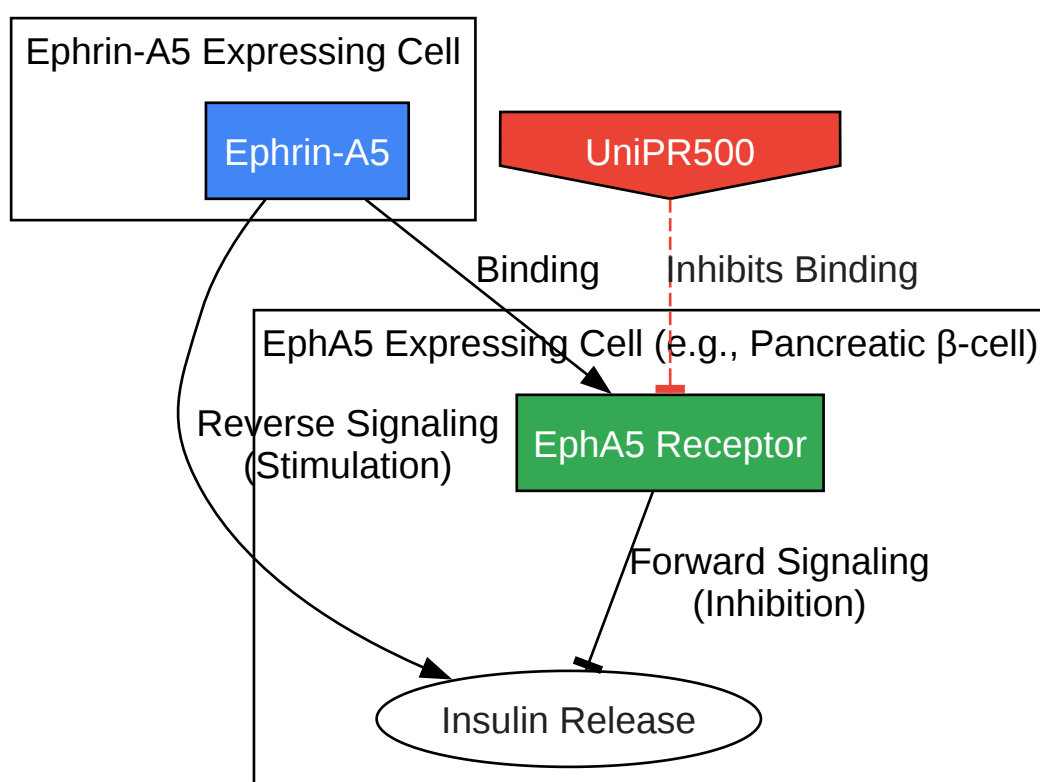 Ephrin-A5 Expressing Cell
Ephrin-A5
UniPR500
Binding
Inhibits Binding
EphA5 Expressing Cell (e.g., Pancreatic β-cell)
Reverse Signaling
(Stimulation)
EphA5 Receptor
Forward Signaling
(Inhibition)
Insulin Release